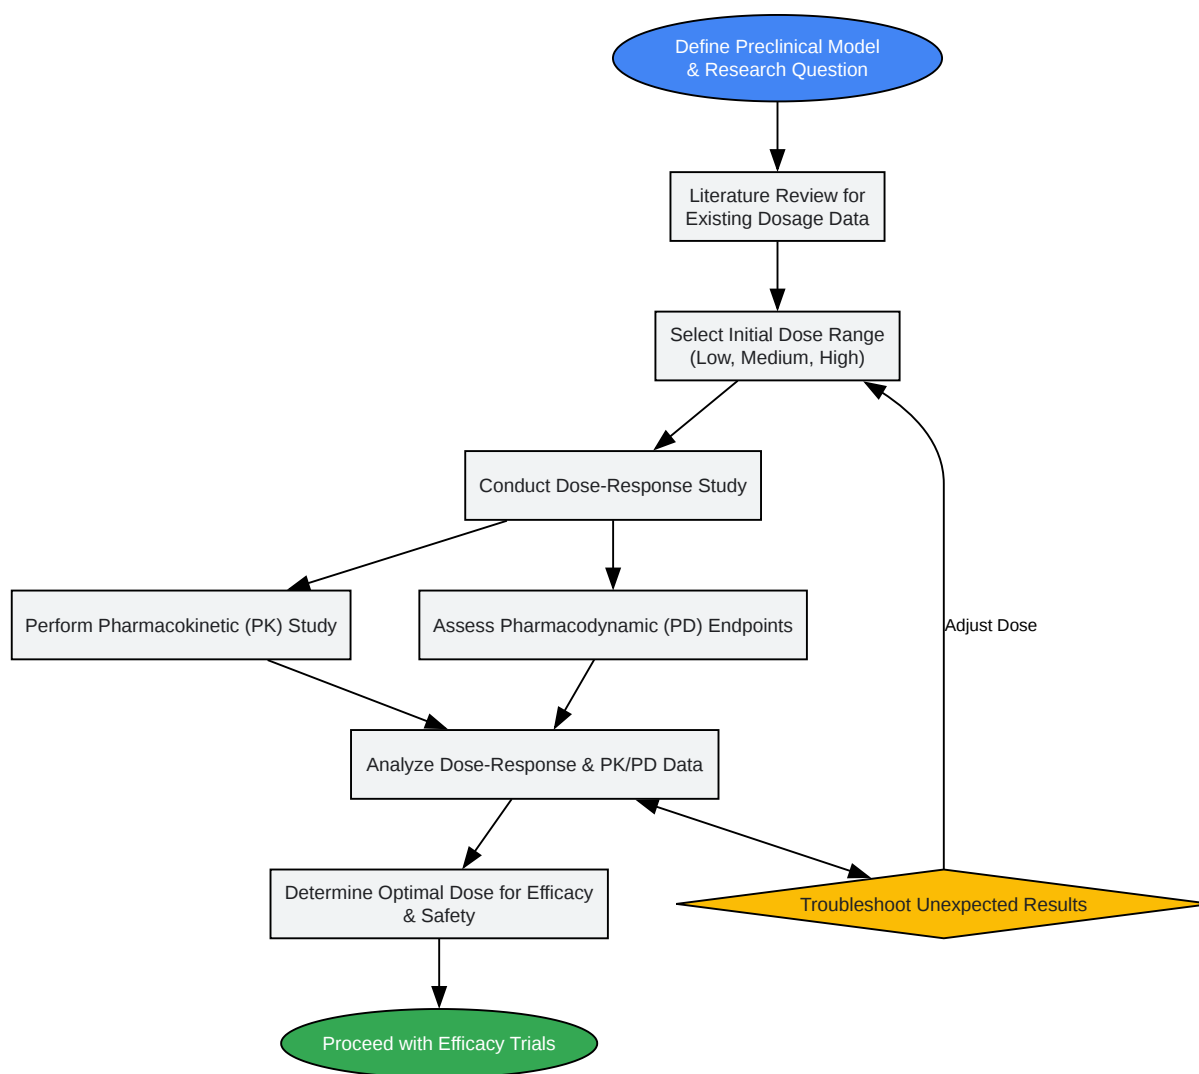 Define Preclinical Model
& Research Question
Literature Review for
Existing Dosage Data
Select Initial Dose Range
(Low, Medium, High)
Conduct Dose-Response Study
Perform Pharmacokinetic (PK) Study
Assess Pharmacodynamic (PD) Endpoints
Adjust Dose
Analyze Dose-Response & PK/PD Data
Determine Optimal Dose for Efficacy
& Safety
Troubleshoot Unexpected Results
Proceed with Efficacy Trials